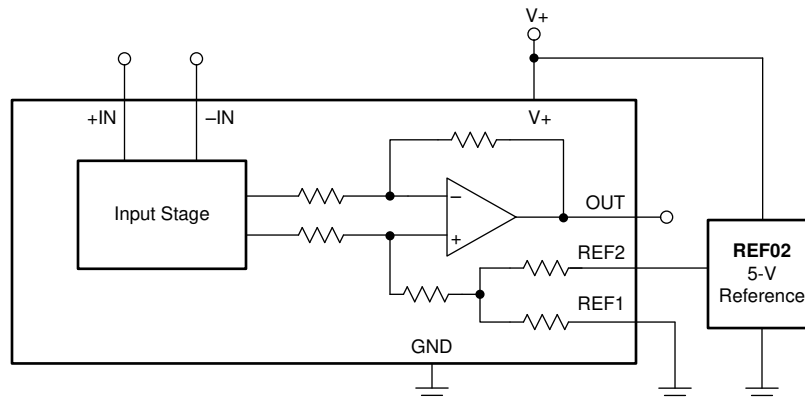 V+
+IN
–IN
V+
Input Stage
–
+
OUT
REF2
REF1
GND
REF02
5-V
Reference